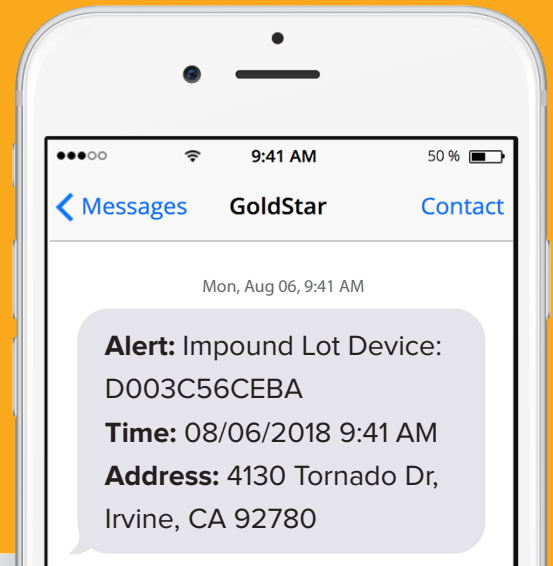 9:41 AM 50 %
Messages GoldStar Contact
Mon, Aug 06, 9:41 AM
Alert: Impound Lot Device:
D003C56CEBA
Time: 08/06/2018 9:41 AM
Address: 4130 Tornado Dr,
Irvine, CA 92780